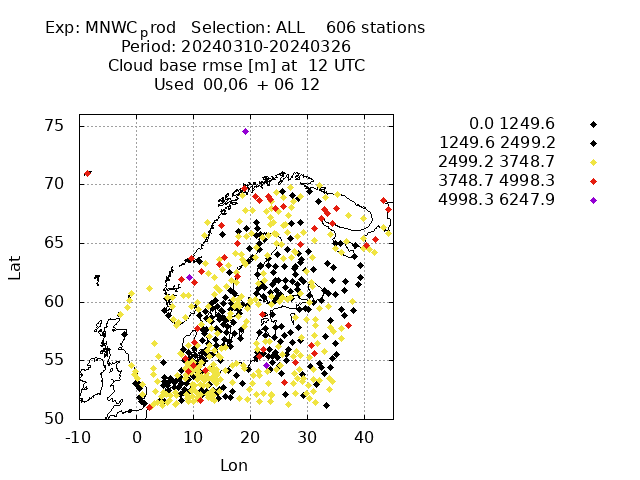 Exp: MNWCprod   Selection: ALL    606 stations
Period: 20240310-20240326
Cloud base rmse [m] at  12 UTC
Used  00,06  + 06 12
0.0 1249.6
1249.6 2499.2
2499.2 3748.7
3748.7 4998.3
4998.3 6247.9
75
70
65
60
55
50
Lat
-10 0 10 20 30 40
Lon